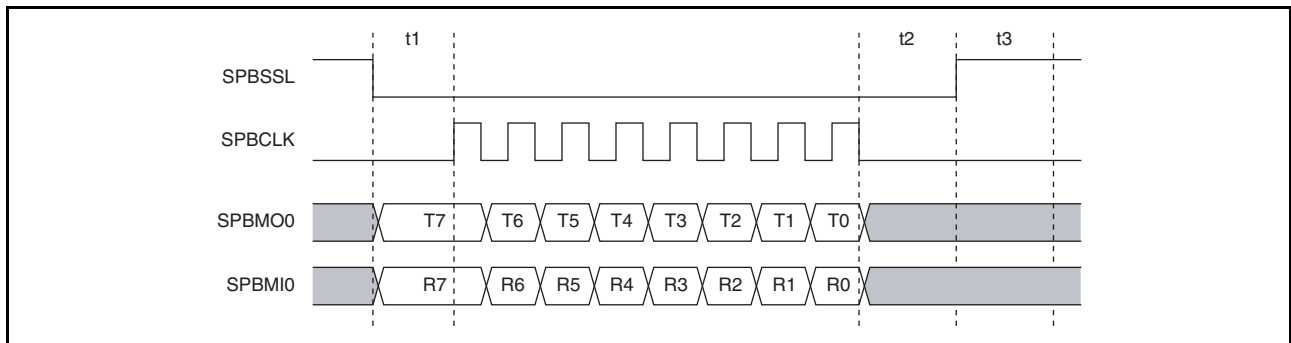 t1 t2 t3
SPBSSL
SPBCLK
SPBMO0 T7 T6 T5 T4 T3 T2 T1 T0
SPBMI0 R7 R6 R5 R4 R3 R2 R1 R0